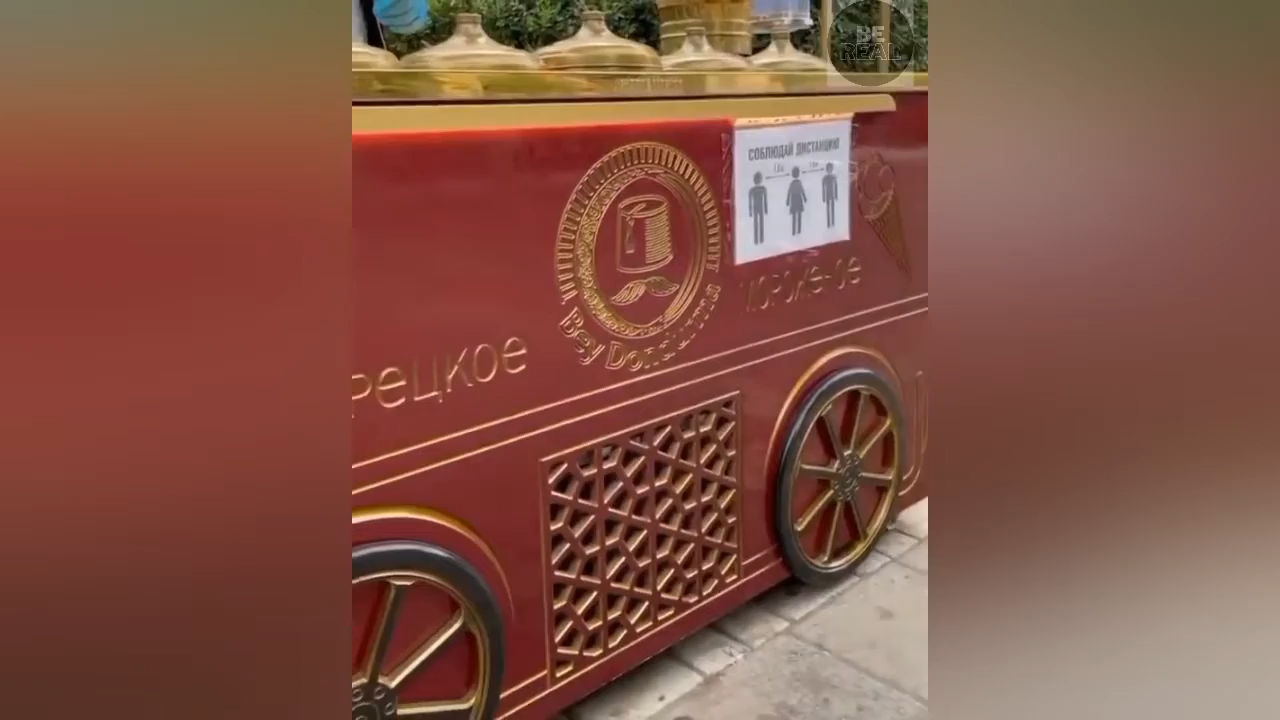 BE
REAL
СОБЛЮДАЙ ДИСТАНЦИЮ
МОРОЖЕНОЕ
Bey Dondurma
РЕЦКОЕ